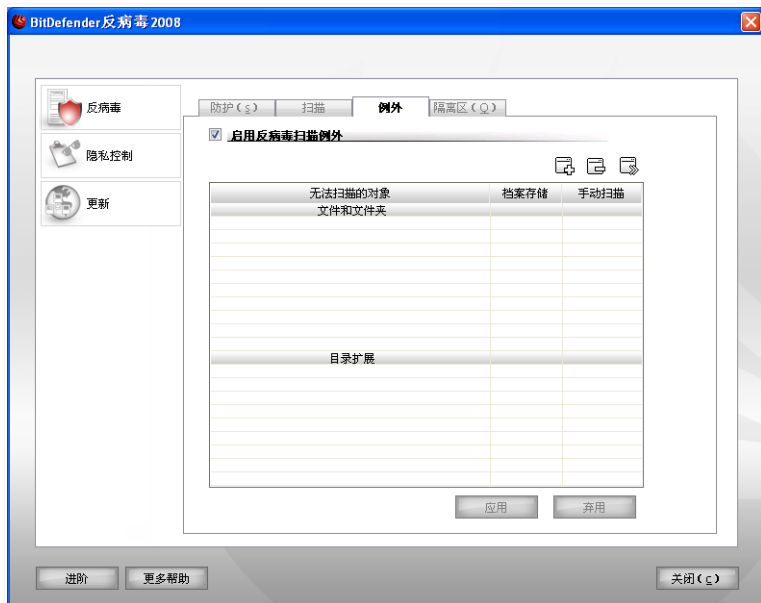 BitDefender反病毒2008
反病毒
隐私控制
更新
防护(s) 扫描 例外 隔离区(Q)
启用反病毒扫描例外
无法扫描的对象 档案存储 手动扫描
文件和文件夹
目录扩展
应用 弃用
进阶 更多帮助 关闭(c)